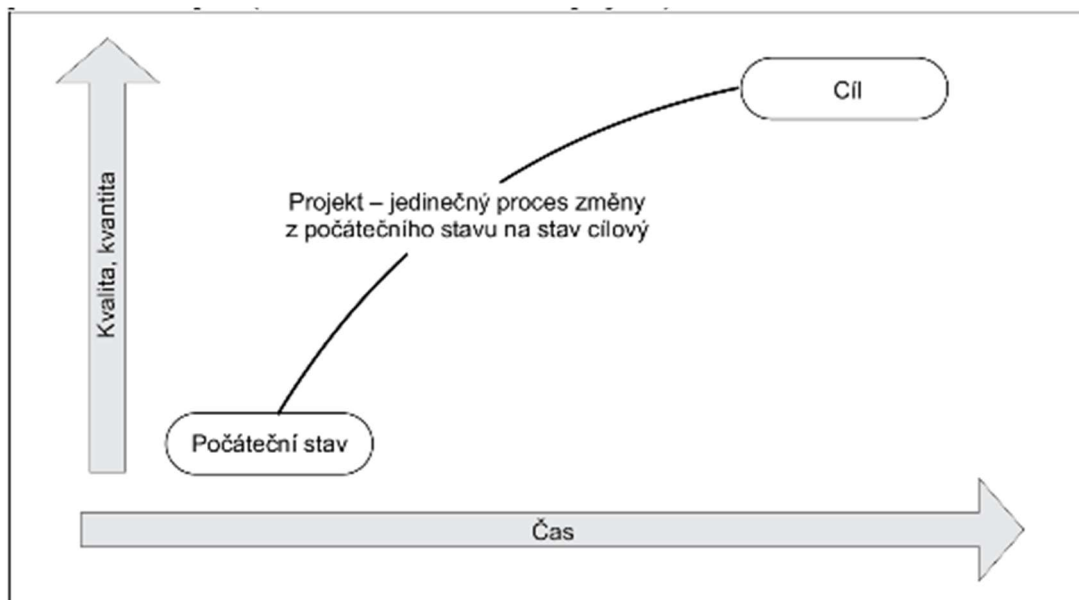 Cíl
Projekt – jedinečný proces změny
z počátečního stavu na stav cílový
Kvalita, kvantita
Počáteční stav
Čas